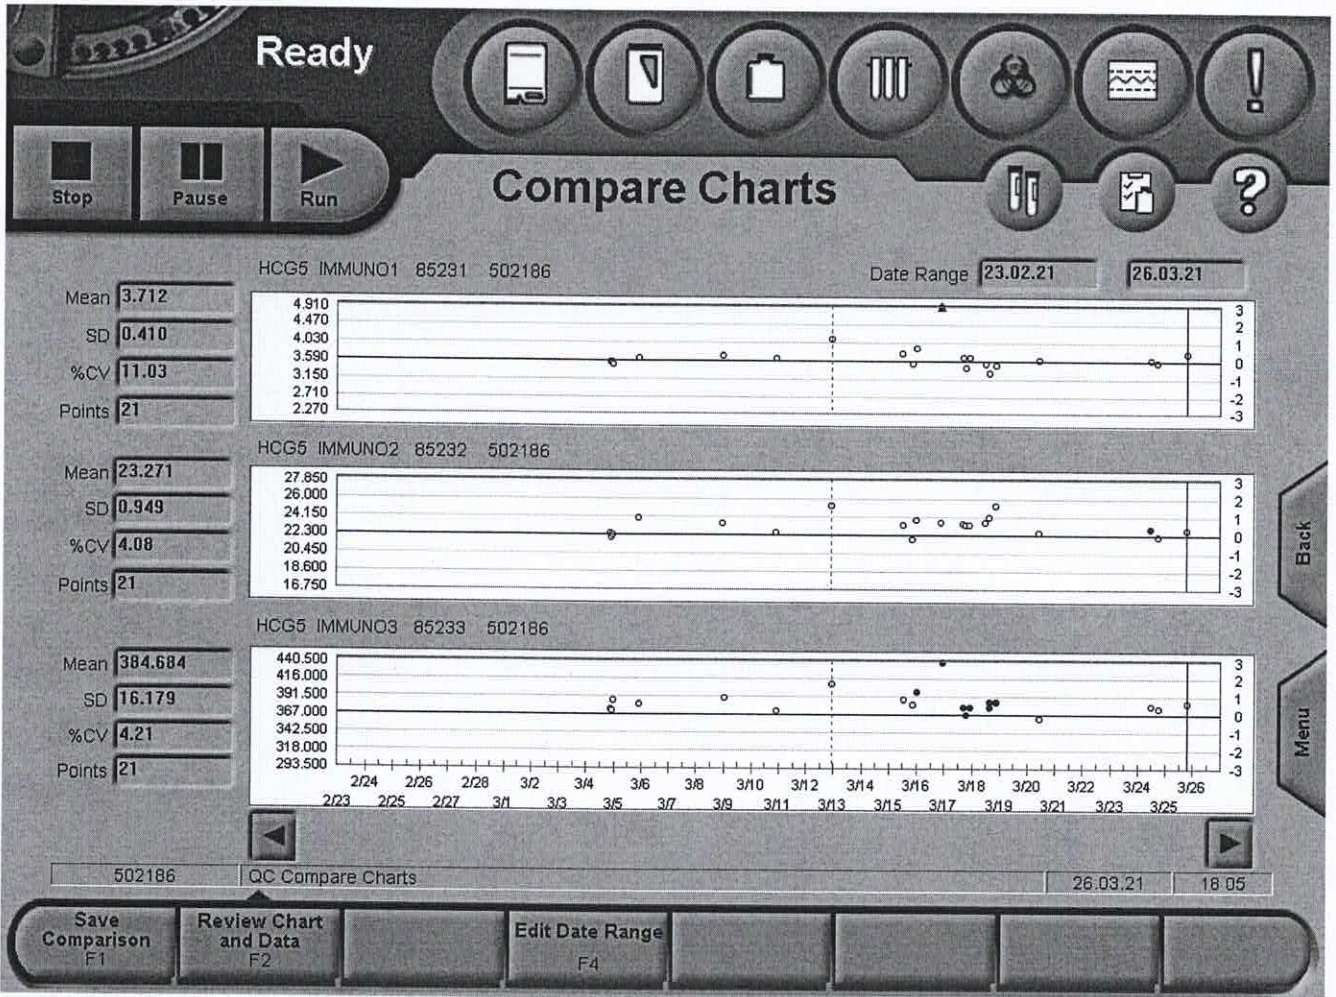 Ready
Stop
Pause
Run
Compare Charts
HCG5 IMMUNO1 85231 502186
Date Range 23.02.21 26.03.21
Mean 3.712
SD 0.410
%CV 11.03
Points 21
4.910
4.470
4.030
3.590
3.150
2.710
2.270
3
2
1
0
-1
-2
-3
HCG5 IMMUNO2 85232 502186
Mean 23.271
SD 0.949
%CV 4.08
Points 21
27.850
26.000
24.150
22.300
20.450
18.600
16.750
3
2
1
0
-1
-2
-3
Back
HCG5 IMMUNO3 85233 502186
Mean 384.684
SD 16.179
%CV 4.21
Points 21
440.500
416.000
391.500
367.000
342.500
318.000
293.500
3
2
1
0
-1
-2
-3
Menu
2/24 2/26 2/28 3/2 3/4 3/6 3/8 3/10 3/12 3/14 3/16 3/18 3/20 3/22 3/24 3/26
2/23 2/25 2/27 3/1 3/3 3/5 3/7 3/9 3/11 3/13 3/15 3/17 3/19 3/21 3/23 3/25
502186 QC Compare Charts 26.03.21 18 05
Save
Comparison
F1
Review Chart
and Data
F2
Edit Date Range
F4